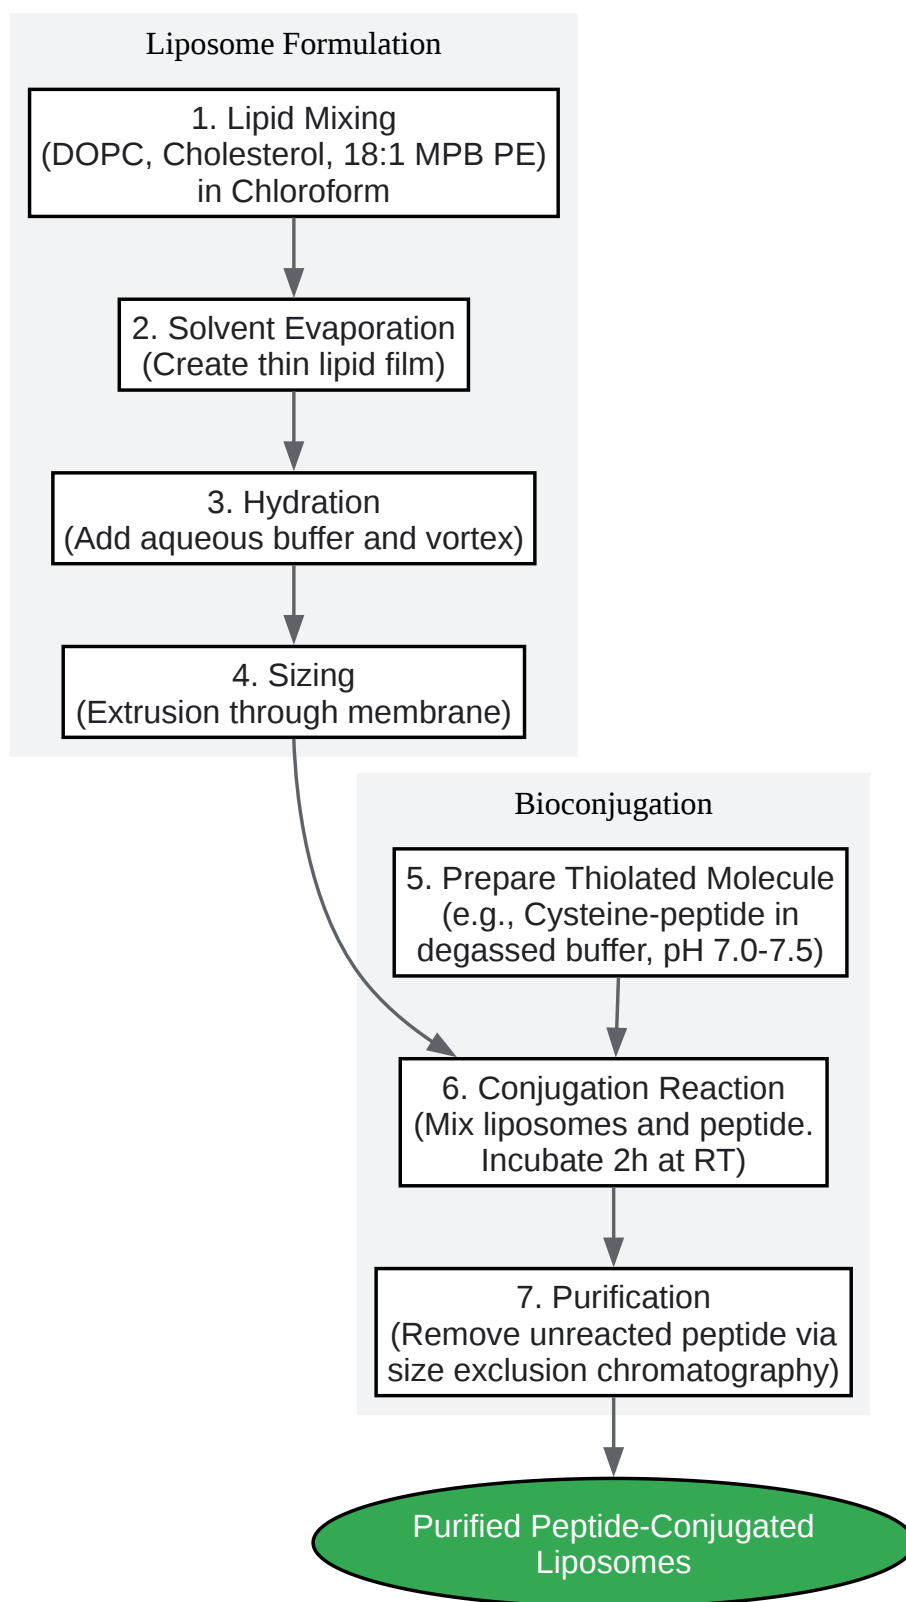 Liposome Formulation
1. Lipid Mixing
(DOPC, Cholesterol, 18:1 MPB PE)
in Chloroform
2. Solvent Evaporation
(Create thin lipid film)
3. Hydration
(Add aqueous buffer and vortex)
4. Sizing
(Extrusion through membrane)
Bioconjugation
5. Prepare Thiolated Molecule
(e.g., Cysteine-peptide in
degassed buffer, pH 7.0-7.5)
6. Conjugation Reaction
(Mix liposomes and peptide.
Incubate 2h at RT)
7. Purification
(Remove unreacted peptide via
size exclusion chromatography)
Purified Peptide-Conjugated
Liposomes